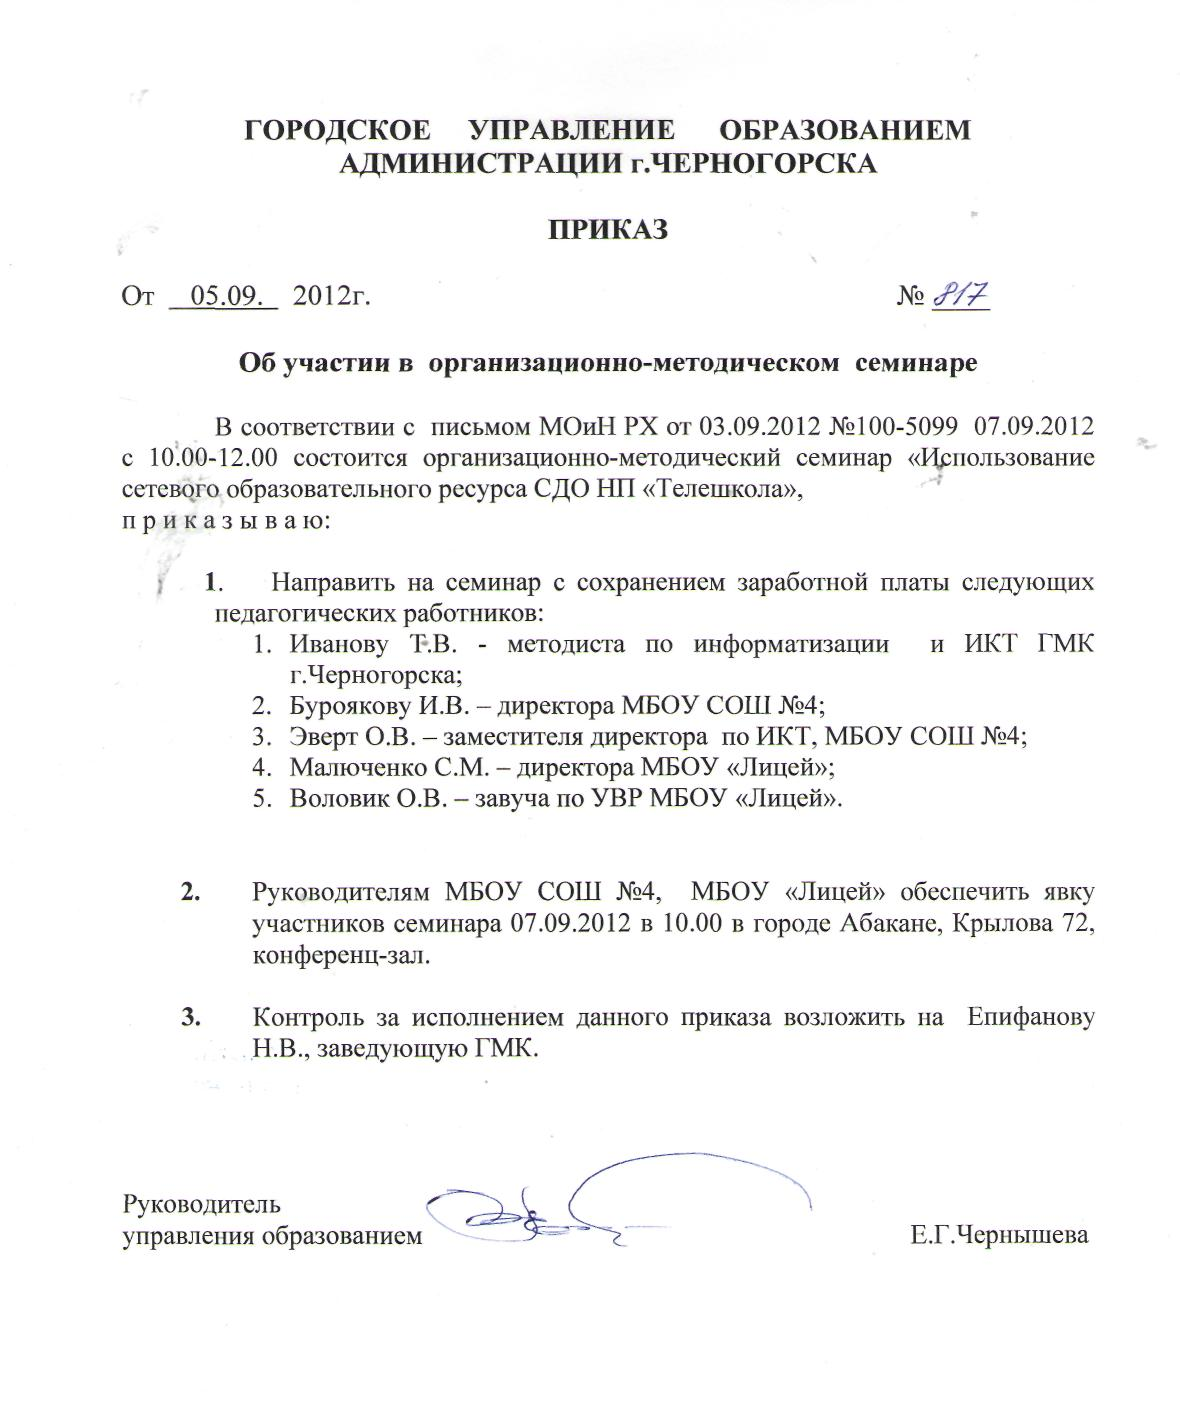 ГОРОДСКОЕ УПРАВЛЕНИЕ ОБРАЗОВАНИЕМ
АДМИНИСТРАЦИИ г.ЧЕРНОГОРСКА
ПРИКАЗ
От 05.09. 2012г. № 817
Об участии в организационно-методическом семинаре
В соответствии с письмом МОиН РХ от 03.09.2012 №100-5099 07.09.2012
с 10.00-12.00 состоится организационно-методический семинар «Использование
сетевого образовательного ресурса СДО НП «Телешкола»,
п р и к а з ы в а ю:
1. Направить на семинар с сохранением заработной платы следующих
педагогических работников:
1. Иванову Т.В. - методиста по информатизации и ИКТ ГМК
г.Черногорска;
2. Буроякову И.В. – директора МБОУ СОШ №4;
3. Эверт О.В. – заместителя директора по ИКТ, МБОУ СОШ №4;
4. Малюченко С.М. – директора МБОУ «Лицей»;
5. Воловик О.В. – завуча по УВР МБОУ «Лицей».
2. Руководителям МБОУ СОШ №4, МБОУ «Лицей» обеспечить явку
участников семинара 07.09.2012 в 10.00 в городе Абакане, Крылова 72,
конференц-зал.
3. Контроль за исполнением данного приказа возложить на Епифанову
Н.В., заведующую ГМК.
Руководитель
управления образованием Е.Г.Чернышева